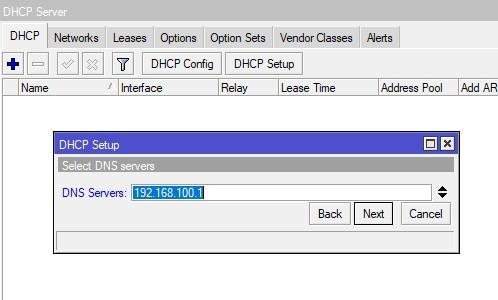 DHCP Server
DHCP Networks Leases Options Option Sets Vendor Classes Alerts
DHCP Config DHCP Setup
Name Interface Relay Lease Time Address Pool Add AR
DHCP Setup
Select DNS servers
DNS Servers: 192.168.100.1
Back Next Cancel